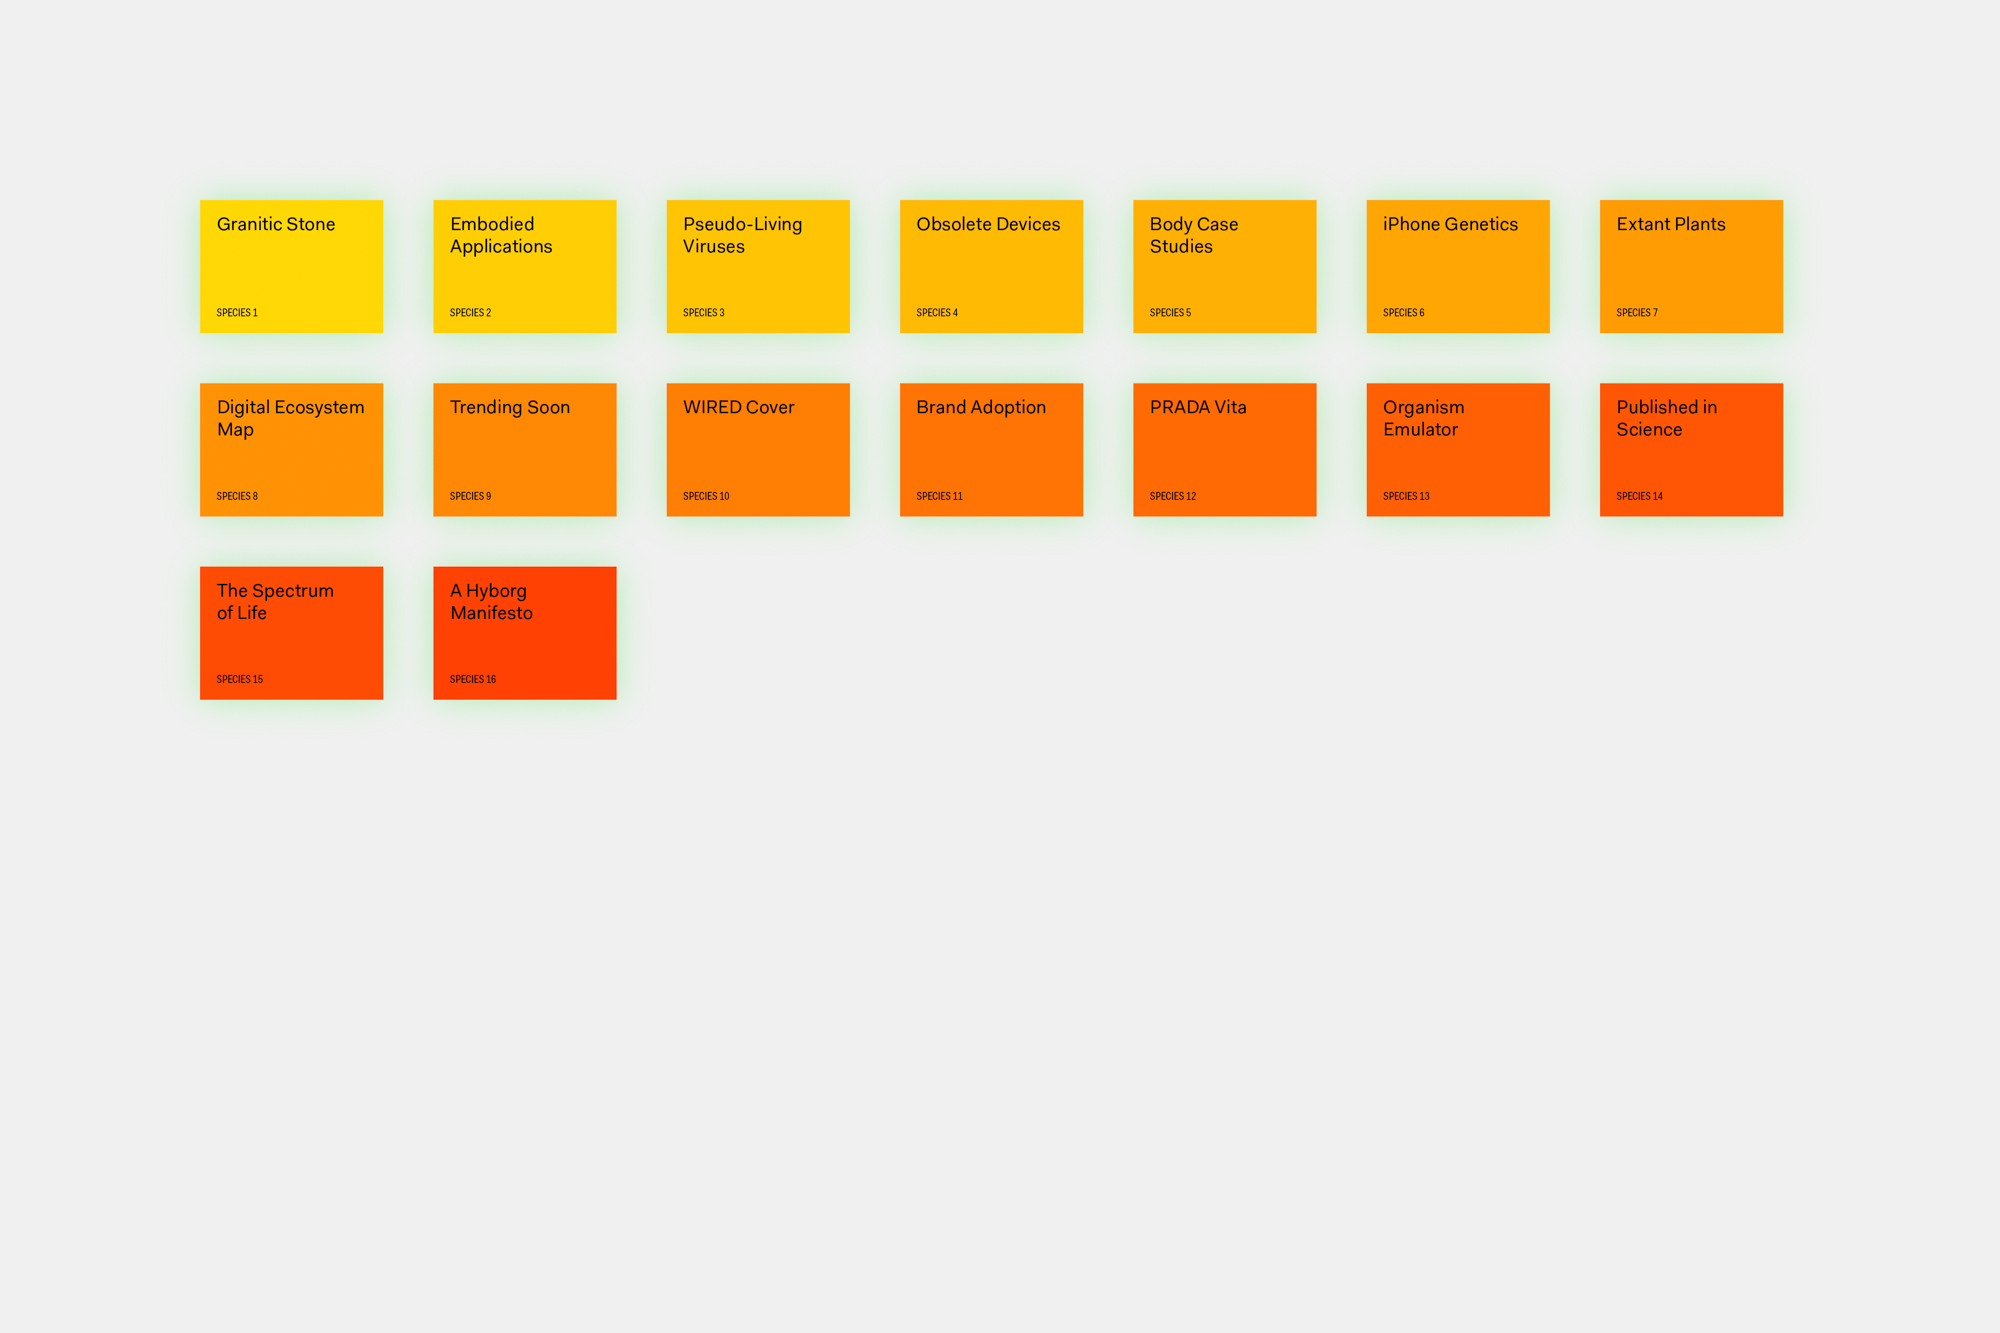 Granitic Stone
SPECIES 1
Embodied
Applications
SPECIES 2
Pseudo-Living
Viruses
SPECIES 3
Obsolete Devices
SPECIES 4
Body Case
Studies
SPECIES 5
iPhone Genetics
SPECIES 6
Extant Plants
SPECIES 7
Digital Ecosystem
Map
SPECIES 8
Trending Soon
SPECIES 9
WIRED Cover
SPECIES 10
Brand Adoption
SPECIES 11
PRADA Vita
SPECIES 12
Organism
Emulator
SPECIES 13
Published in
Science
SPECIES 14
The Spectrum
of Life
SPECIES 15
A Hyborg
Manifesto
SPECIES 16